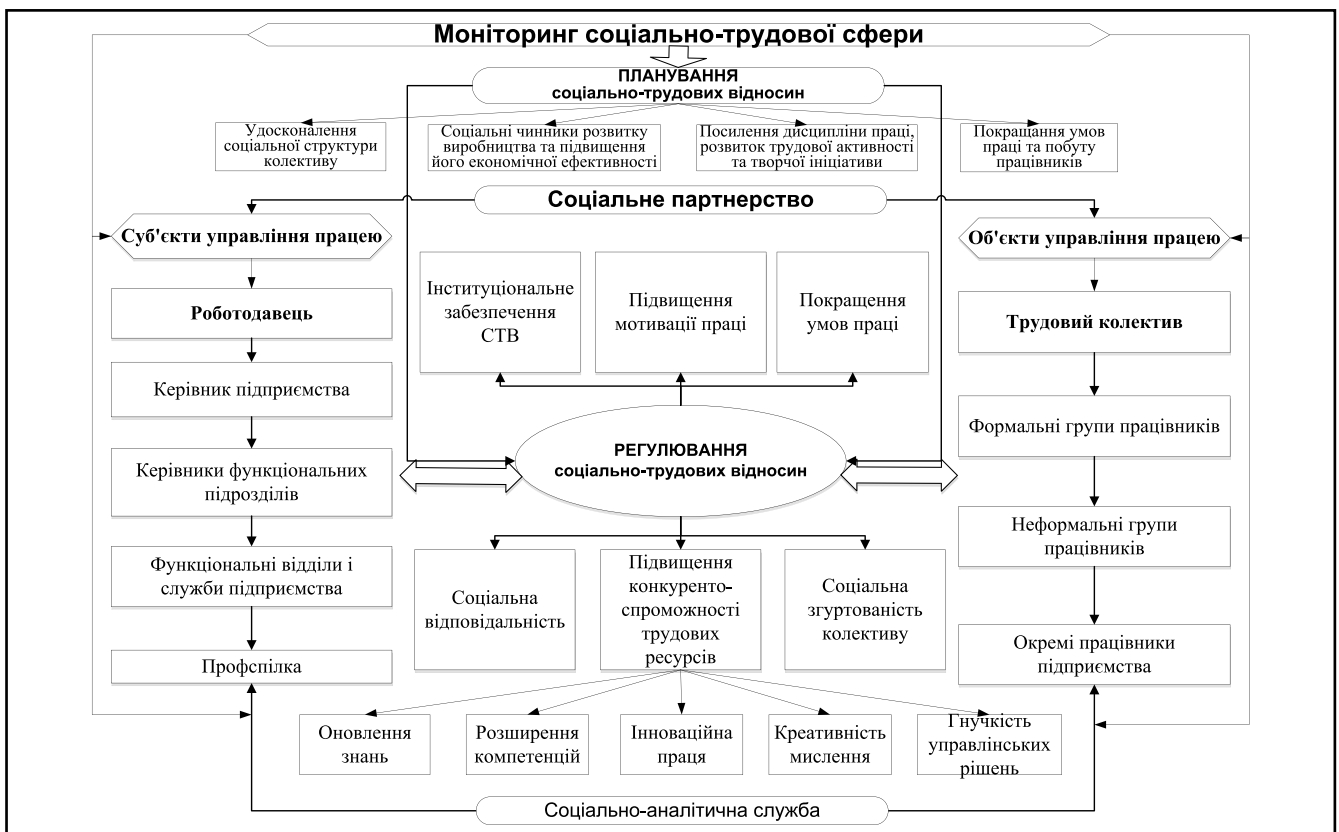 Моніторинг соціально-трудової сфери
ПЛАНУВАННЯ
соціально-трудових відносин
Удосконалення
соціальної структури
колективу
Соціальні чинники розвитку
виробництва та підвищення
його економічної ефективності
Посилення дисципліни праці,
розвиток трудової активності
та творчої ініціативи
Покращання умов
праці та побуту
працівників
Соціальне партнерство
Суб'єкти управління працею
Об'єкти управління працею
Роботодавець
Керівник підприємства
Керівники функціональних
підрозділів
Функціональні відділи і
служби підприємства
Профспілка
Інституціональне
забезпечення
СТВ
Підвищення
мотивації праці
Покращення
умов праці
РЕГУЛЮВАННЯ
соціально-трудових відносин
Соціальна
відповідальність
Підвищення
конкуренто-
спроможності
трудових
ресурсів
Соціальна
згуртованість
колективу
Трудовий колектив
Формальні групи працівників
Неформальні групи
працівників
Окремі працівники
підприємства
Оновлення
знань
Розширення
компетенцій
Інноваційна
праця
Креативність
мислення
Гнучкість
управлінських
рішень
Соціально-аналітична служба